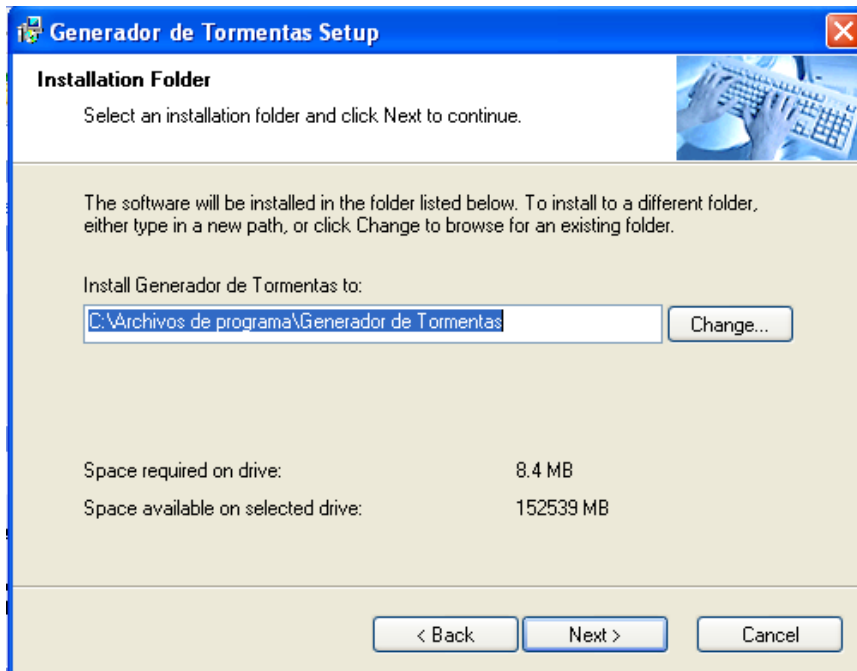 Generador de Tormentas Setup
Installation Folder
Select an installation folder and click Next to continue.
The software will be installed in the folder listed below. To install to a different folder,
either type in a new path, or click Change to browse for an existing folder.
Install Generador de Tormentas to:
C:\Archivos de programa\Generador de Tormentas
Change...
Space required on drive: 8.4 MB
Space available on selected drive: 152539 MB
< Back Next > Cancel